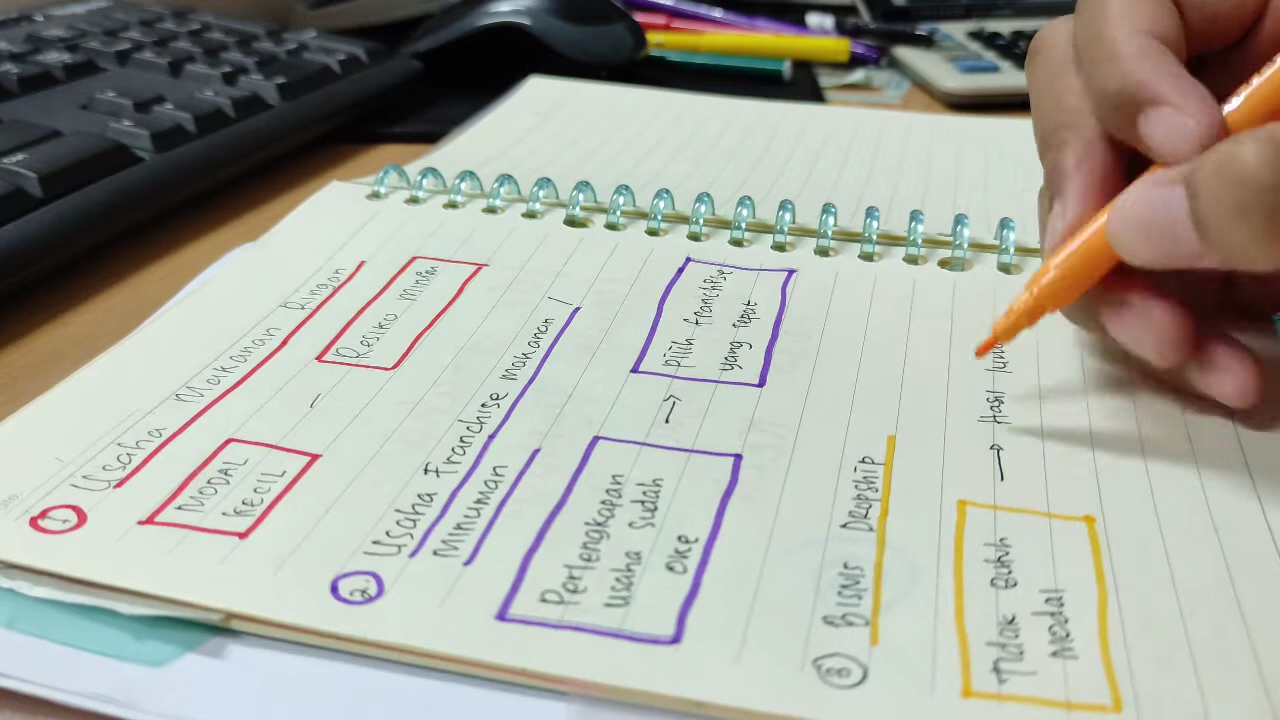 1 Usaha Makanan Ringan
MODAL
KECIL
-
Resiko minim
2. Usaha Franchise makanan /
Minuman
Perlengkapan
usaha sudah
oke
→
Pilih franchise
yang tepat
3 Bisnis Dropship
Tidak Butuh
Modal
→ Hasil